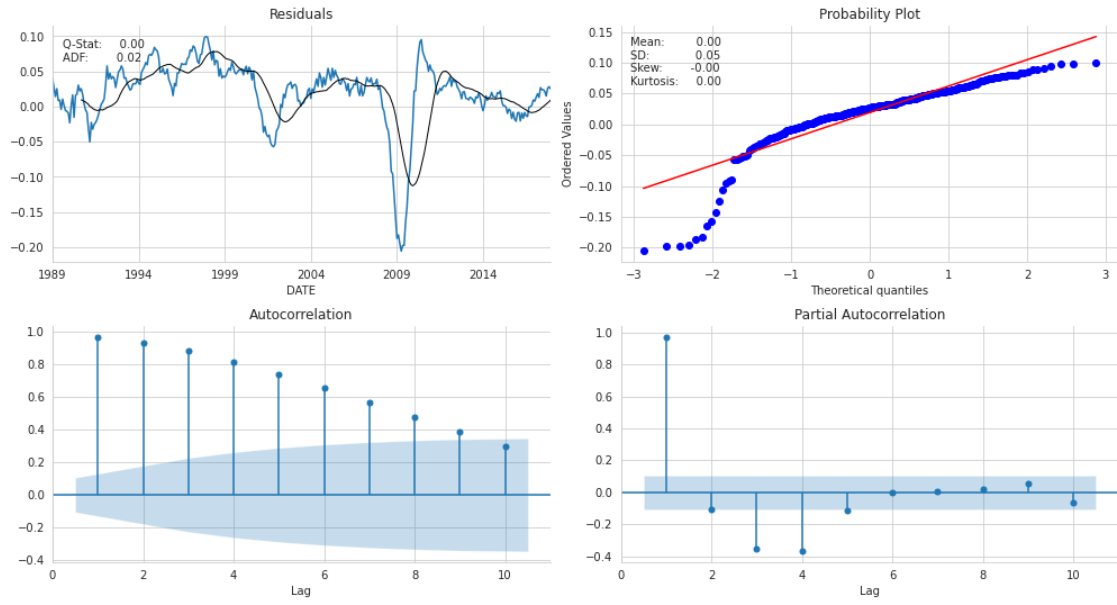 Residuals
Q-Stat: 0.00
ADF: 0.02
0.10
0.05
0.00
−0.05
−0.10
−0.15
−0.20
1989 1994 1999 2004 2009 2014
DATE
Probability Plot
Mean: 0.00
SD: 0.05
Skew: -0.00
Kurtosis: 0.00
Ordered Values
0.15
0.10
0.05
0.00
−0.05
−0.10
−0.15
−0.20
−3 −2 −1 0 1 2 3
Theoretical quantiles
Autocorrelation
1.0
0.8
0.6
0.4
0.2
0.0
−0.2
−0.4
0 2 4 6 8 10
Lag
Partial Autocorrelation
1.0
0.8
0.6
0.4
0.2
0.0
−0.2
−0.4
0 2 4 6 8 10
Lag